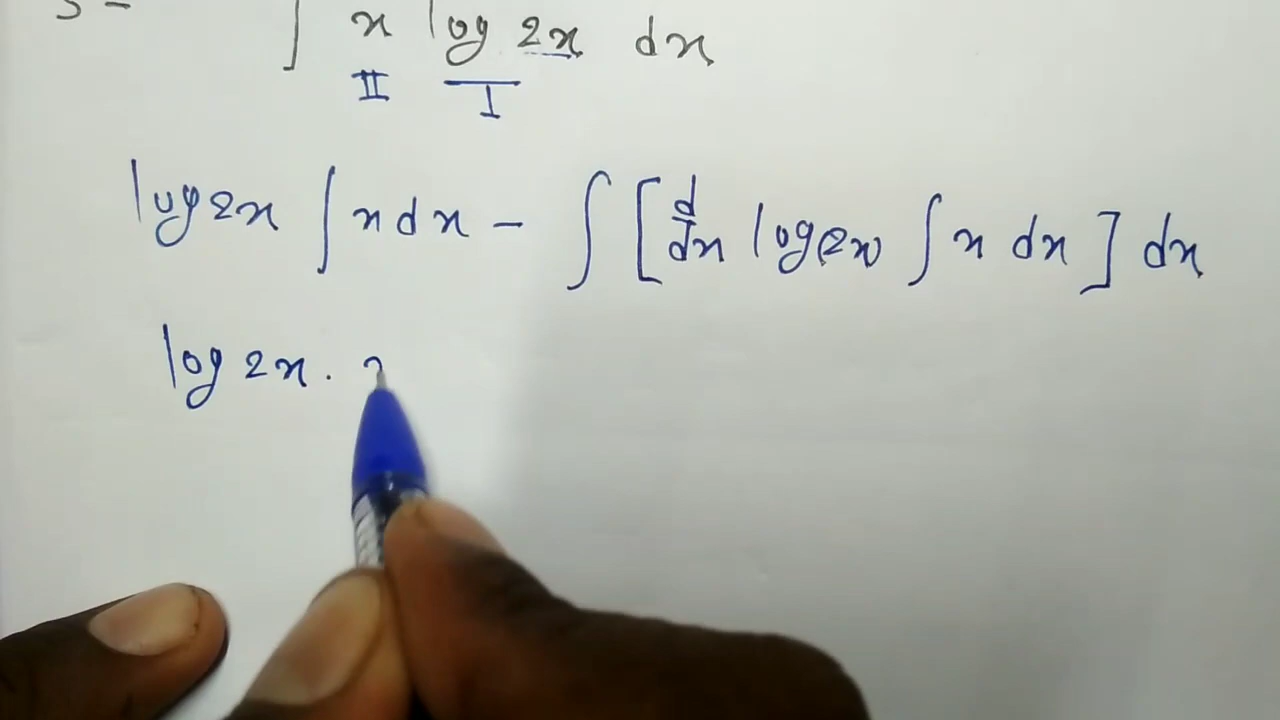 ∫ x log 2x dx
II I
log 2x ∫ x dx - ∫ [ d/dx log 2x ∫ x dx ] dx
log 2x .